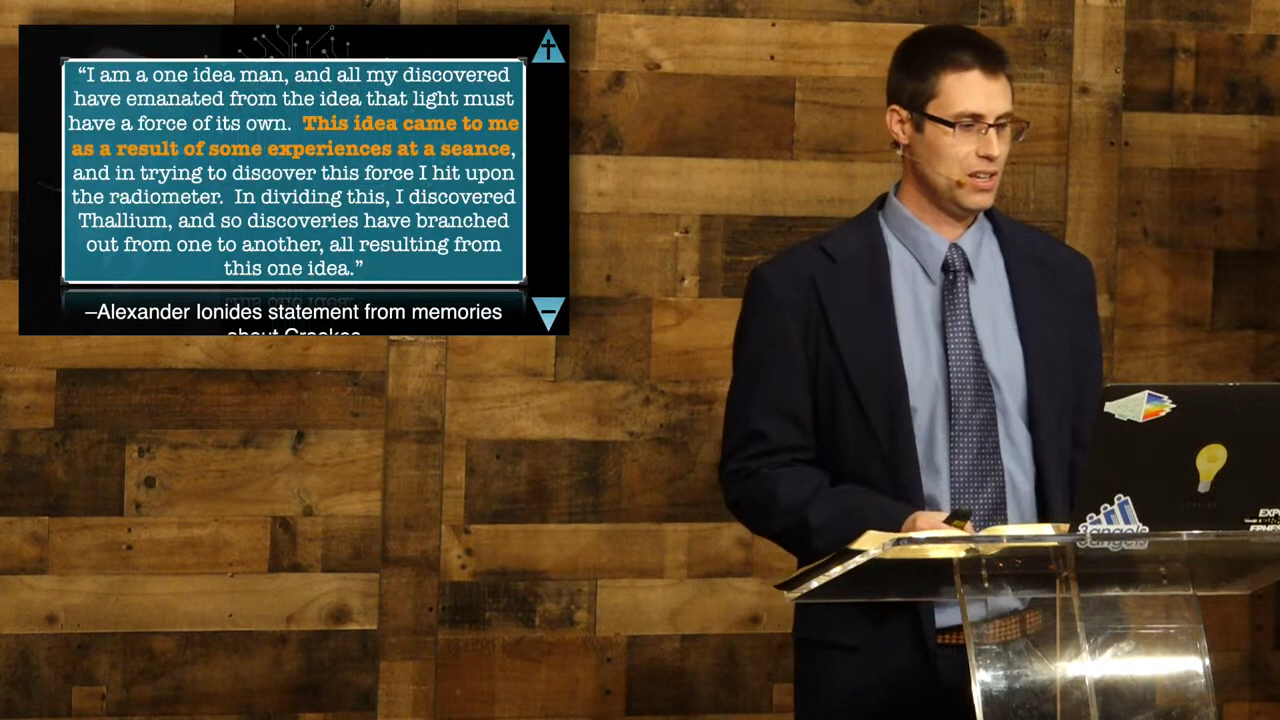 “I am a one idea man, and all my discovered
have emanated from the idea that light must
have a force of its own. This idea came to me
as a result of some experiences at a seance,
and in trying to discover this force I hit upon
the radiometer. In dividing this, I discovered
Thallium, and so discoveries have branched
out from one to another, all resulting from
this one idea.”
–Alexander Ionides statement from memories
about Crookes
3angels